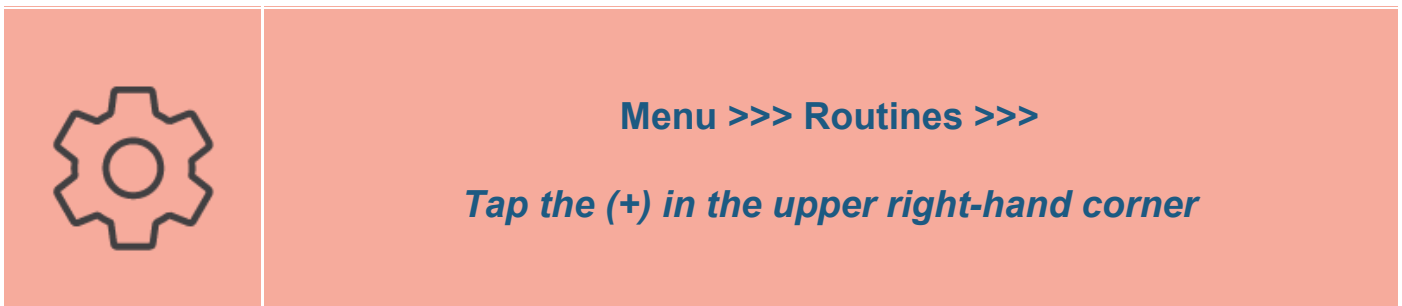 Menu >>> Routines >>>
Tap the (+) in the upper right-hand corner